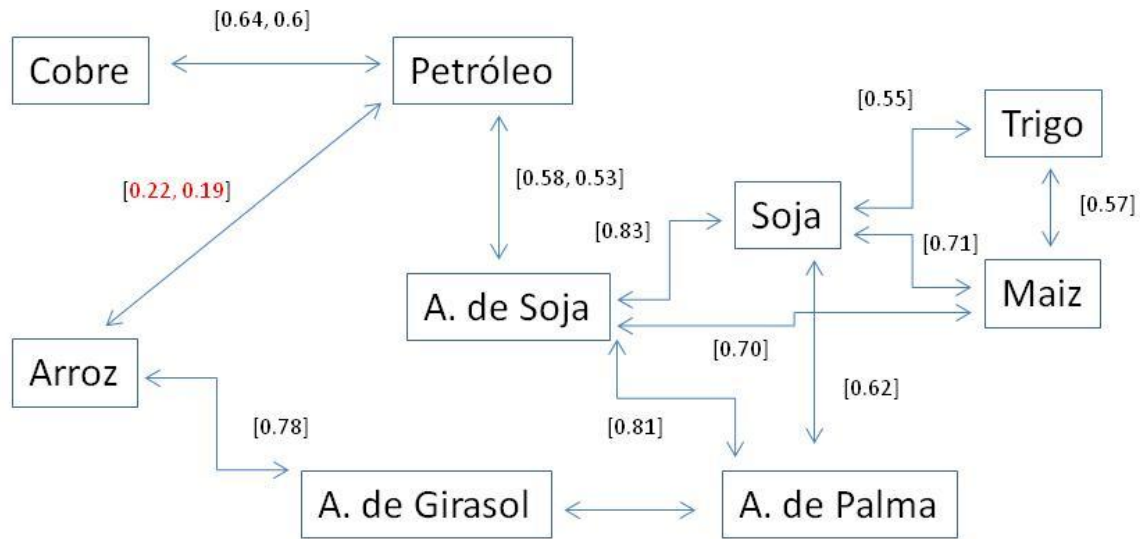 [0.64, 0.6]
Cobre
Petróleo
[0.55]
Trigo
[0.22, 0.19]
[0.58, 0.53]
Soja
[0.57]
[0.83]
[0.71]
A. de Soja
Maiz
Arroz
[0.70]
[0.62]
[0.78]
[0.81]
A. de Girasol
A. de Palma